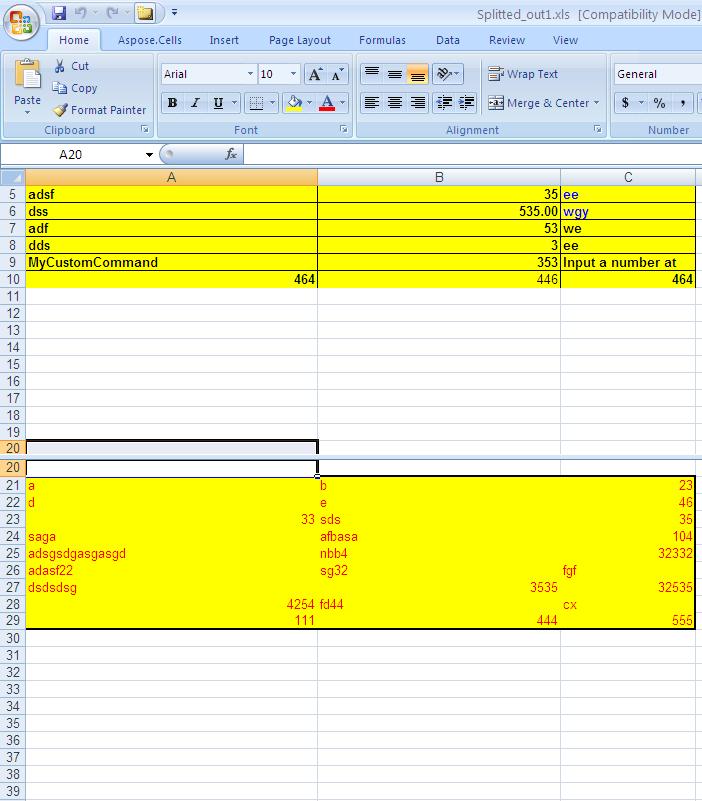 Splitted_out1.xls [Compatibility Mode]
Home Aspose.Cells Insert Page Layout Formulas Data Review View
Cut
Copy
Format Painter
Paste
Clipboard
Arial 10 A A
B I U A
Font
Wrap Text
Merge & Center
Alignment
General
$ % ,
Number
A20 fx
A B C
5 adsf 35 ee
6 dss 535.00 wgy
7 adf 53 we
8 dds 3 ee
9 MyCustomCommand 353 Input a number at
10 464 446 464
11
12
13
14
15
16
17
18
19
20
20
21 a b 23
22 d e 46
23 33 sds 35
24 saga afbasa 104
25 adsgsdgasgasgd nbb4 32332
26 adasf22 sg32 fgf
27 dsdsdsg 3535 32535
28 4254 fd44 cx
29 111 444 555
30
31
32
33
34
35
36
37
38
39